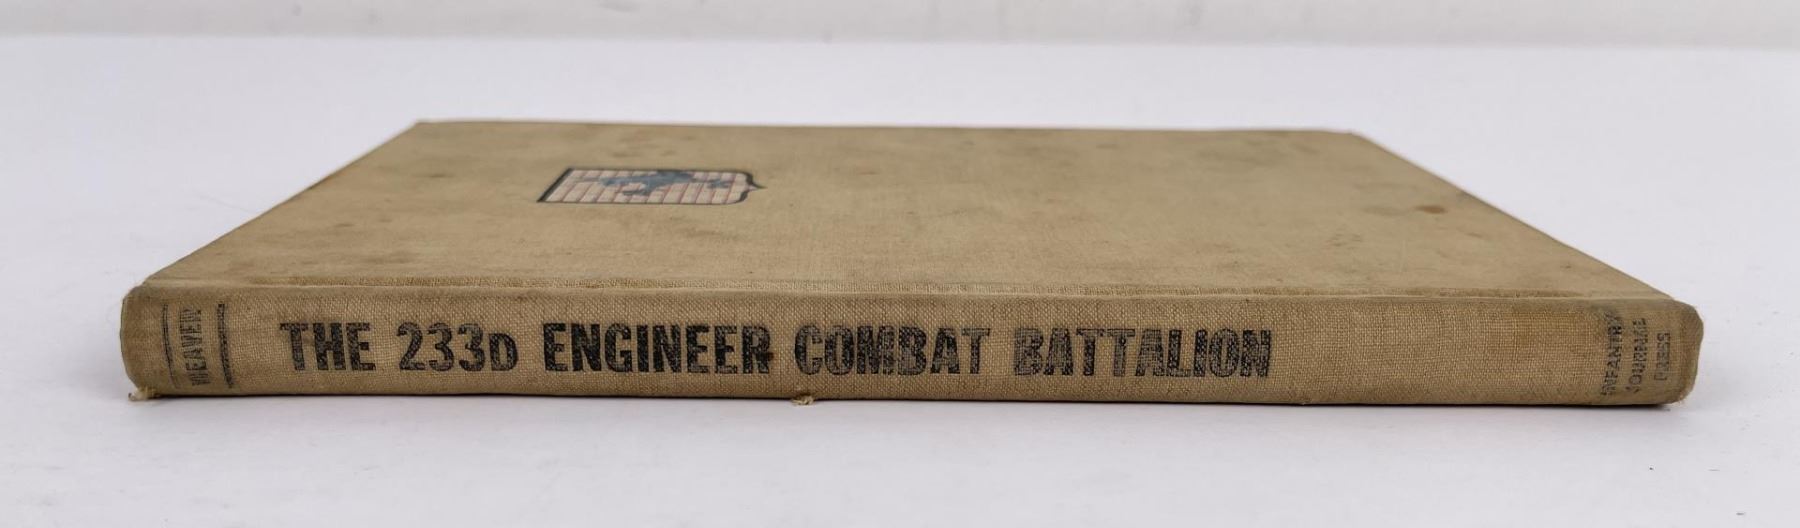 WEAVER
THE 233D ENGINEER COMBAT BATTALION
INFANTRY
JOURNAL
PRESS